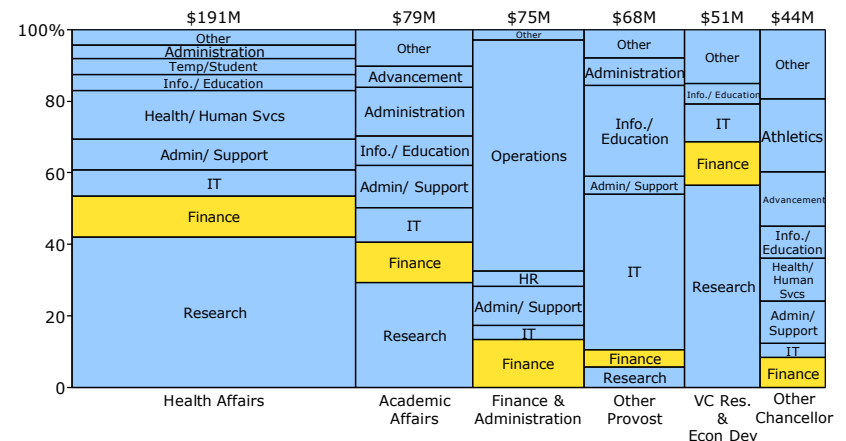 $191M $79M $75M $68M $51M $44M
100%
80
60
40
20
0
Other
Administration
Temp/Student
Info./ Education
Health/ Human Svcs
Admin/ Support
IT
Finance
Research
Other
Advancement
Administration
Info./ Education
Admin/ Support
IT
Finance
Research
Other
Operations
HR
Admin/ Support
IT
Finance
Other
Administration
Info./
Education
Admin/ Support
IT
Finance
Research
Other
Info./ Education
IT
Finance
Research
Other
Athletics
Advancement
Info./
Education
Health/
Human
Svcs
Admin/
Support
IT
Finance
Health Affairs
Academic
Affairs
Finance &
Administration
Other
Provost
VC Res.
&
Econ Dev
Other
Chancellor